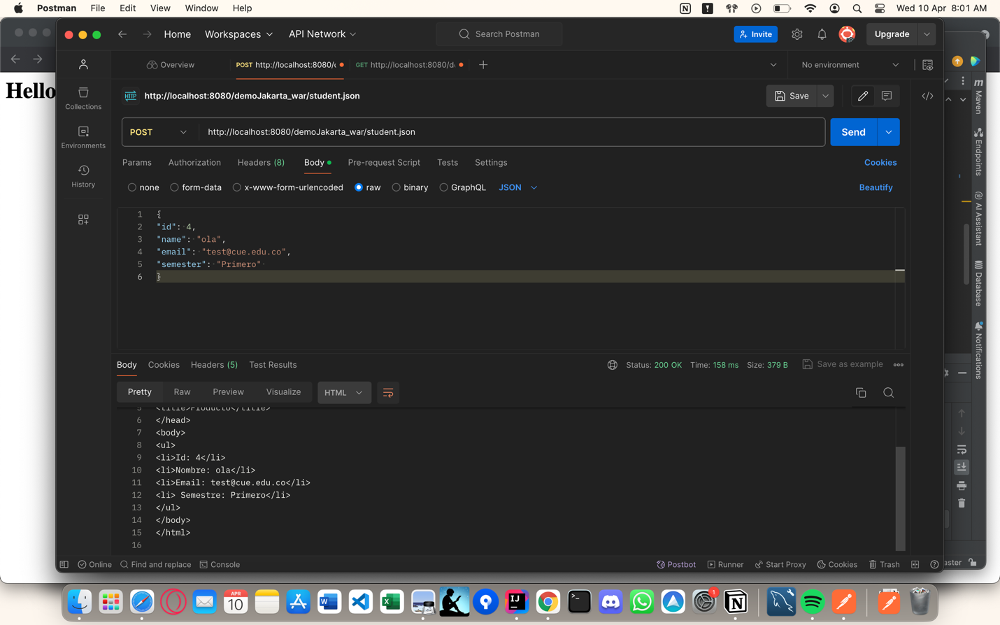 Postman File Edit View Window Help Wed 10 Apr 8:01 AM
Home Workspaces API Network Search Postman Invite Upgrade
Overview POST http://localhost:8080/ GET http://localhost:8080/d No environment
Hello
HTTP http://localhost:8080/demoJakarta_war/student.json Save
Collections
POST http://localhost:8080/demoJakarta_war/student.json Send
Environments
Params Authorization Headers (8) Body Pre-request Script Tests Settings Cookies
History
none form-data x-www-form-urlencoded raw binary GraphQL JSON Beautify
1 {
2 "id": 4,
3 "name": "ola",
4 "email": "test@cue.edu.co",
5 "semester": "Primero"
6 }
Body Cookies Headers (5) Test Results Status: 200 OK Time: 158 ms Size: 379 B Save as example
Pretty Raw Preview Visualize HTML
5 <title>Producto</title>
6 </head>
7 <body>
8 <ul>
9 <li>Id: 4</li>
10 <li>Nombre: ola</li>
11 <li>Email: test@cue.edu.co</li>
12 <li> Semestre: Primero</li>
13 </ul>
14 </body>
15 </html>
16
Online Find and replace Console Postbot Runner Start Proxy Cookies Trash
m Maven
Endpoints
AI Assistant
Database
Notifications
aster
APR
10
W
X
IJ
1
N